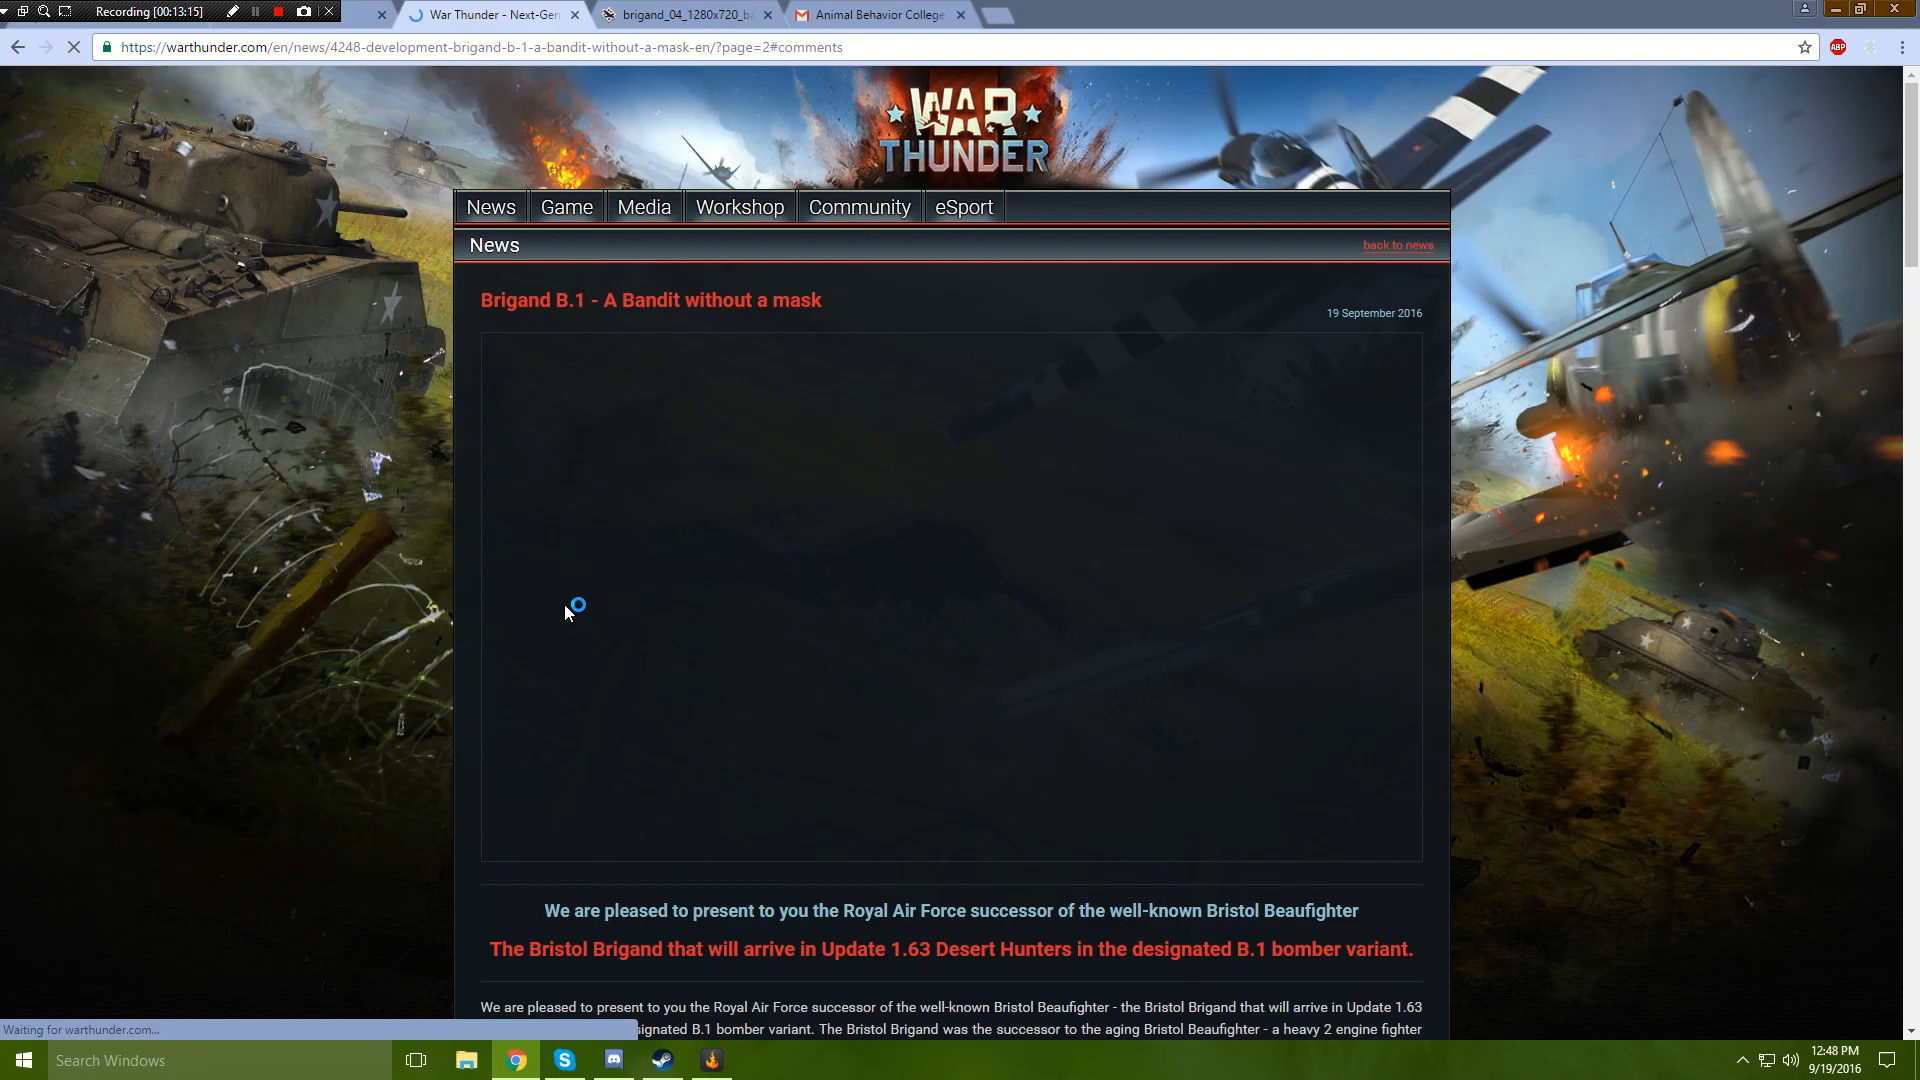 Recording [00:13:15]
War Thunder - Next-Gen
brigand_04_1280x720_ba
Animal Behavior College
https://warthunder.com/en/news/4248-development-brigand-b-1-a-bandit-without-a-mask-en/?page=2#comments
ABP
WAR
THUNDER
News Game Media Workshop Community eSport
News
back to news
Brigand B.1 - A Bandit without a mask
19 September 2016
We are pleased to present to you the Royal Air Force successor of the well-known Bristol Beaufighter
The Bristol Brigand that will arrive in Update 1.63 Desert Hunters in the designated B.1 bomber variant.
We are pleased to present to you the Royal Air Force successor of the well-known Bristol Beaufighter - the Bristol Brigand that will arrive in Update 1.63
signated B.1 bomber variant. The Bristol Brigand was the successor to the aging Bristol Beaufighter - a heavy 2 engine fighter
Waiting for warthunder.com...
Search Windows
12:48 PM
9/19/2016